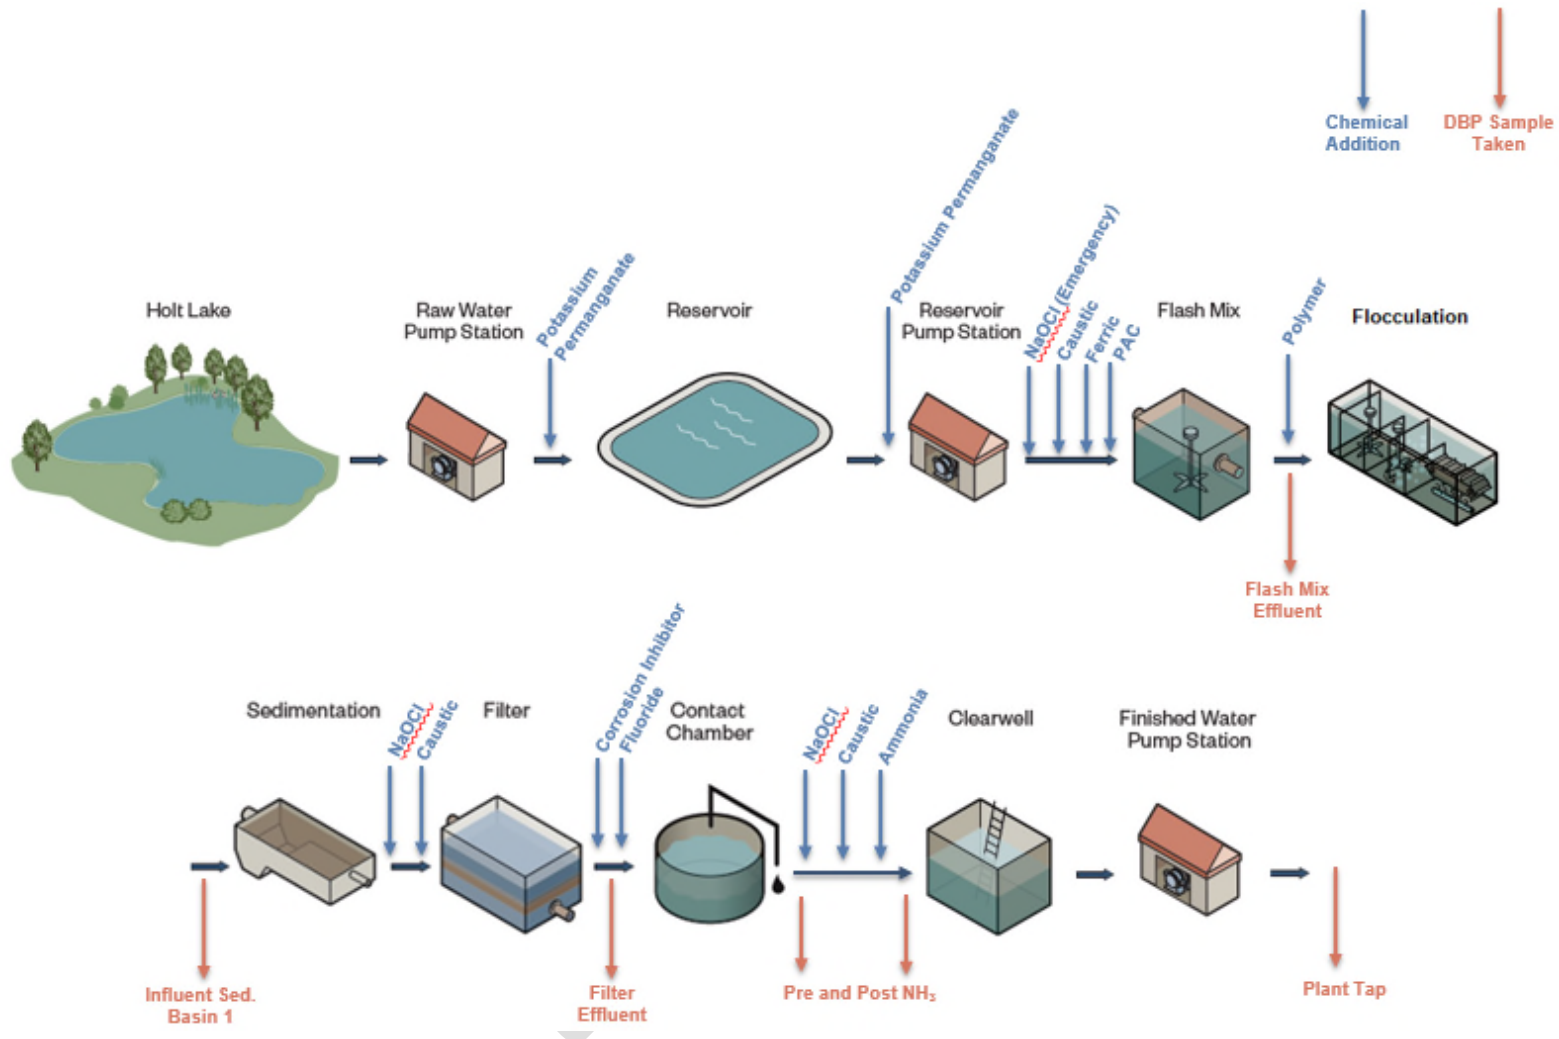 Chemical
Addition
DBP Sample
Taken
Holt Lake
Raw Water
Pump Station
Potassium
Permanganate
Reservoir
Potassium Permanganate
Reservoir
Pump Station
NaOCl (Emergency)
Caustic
Ferric
PAC
Flash Mix
Polymer
Flocculation
Flash Mix
Effluent
Sedimentation
NaOCl
Caustic
Filter
Corrosion Inhibitor
Fluoride
Contact
Chamber
NaOCl
Caustic
Ammonia
Clearwell
Finished Water
Pump Station
Influent Sed.
Basin 1
Filter
Effluent
Pre and Post NH₃
Plant Tap